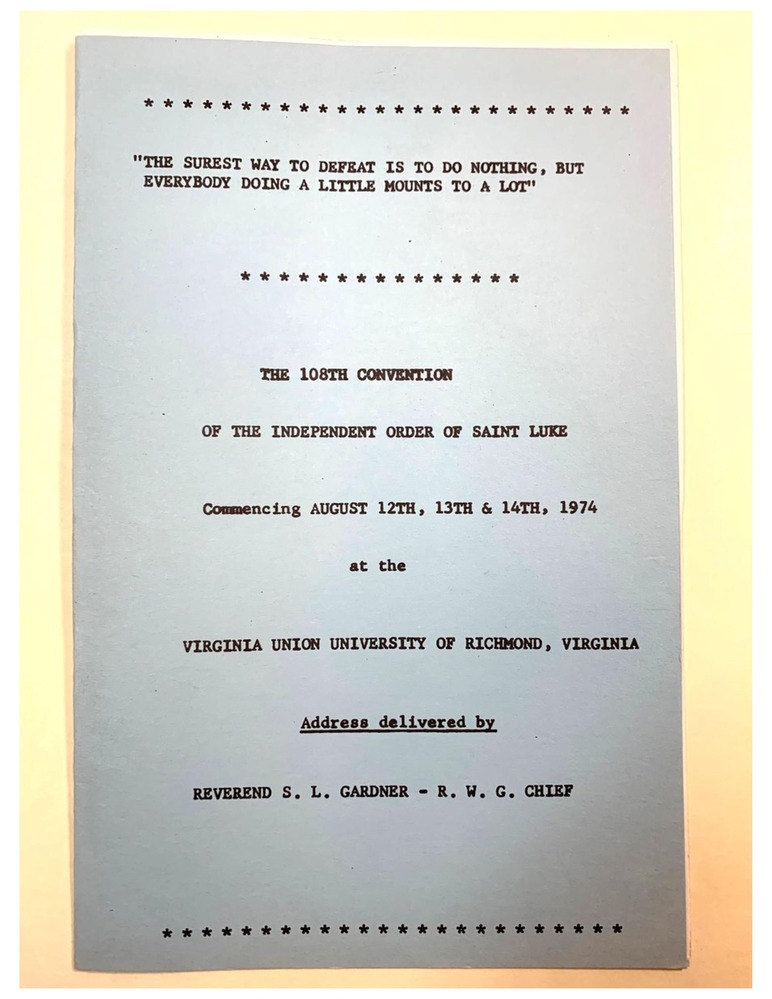 * * * * * * * * * * * * * * * * * * * * * * * * * *
"THE SUREST WAY TO DEFEAT IS TO DO NOTHING, BUT
EVERYBODY DOING A LITTLE MOUNTS TO A LOT"
* * * * * * * * * * * * * * *
THE 108TH CONVENTION
OF THE INDEPENDENT ORDER OF SAINT LUKE
Commencing AUGUST 12TH, 13TH & 14TH, 1974
at the
VIRGINIA UNION UNIVERSITY OF RICHMOND, VIRGINIA
Address delivered by
REVEREND S. L. GARDNER - R. W. G. CHIEF
* * * * * * * * * * * * * * * * * * * * * * * *